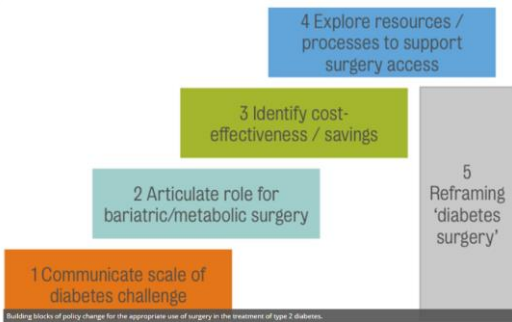 4 Explore resources /
processes to support
surgery access
3 Identify cost-
effectiveness / savings
2 Articulate role for
bariatric/metabolic surgery
1 Communicate scale of
diabetes challenge
5
Reframing
‘diabetes
surgery’
Building blocks of policy change for the appropriate use of surgery in the treatment of type 2 diabetes.